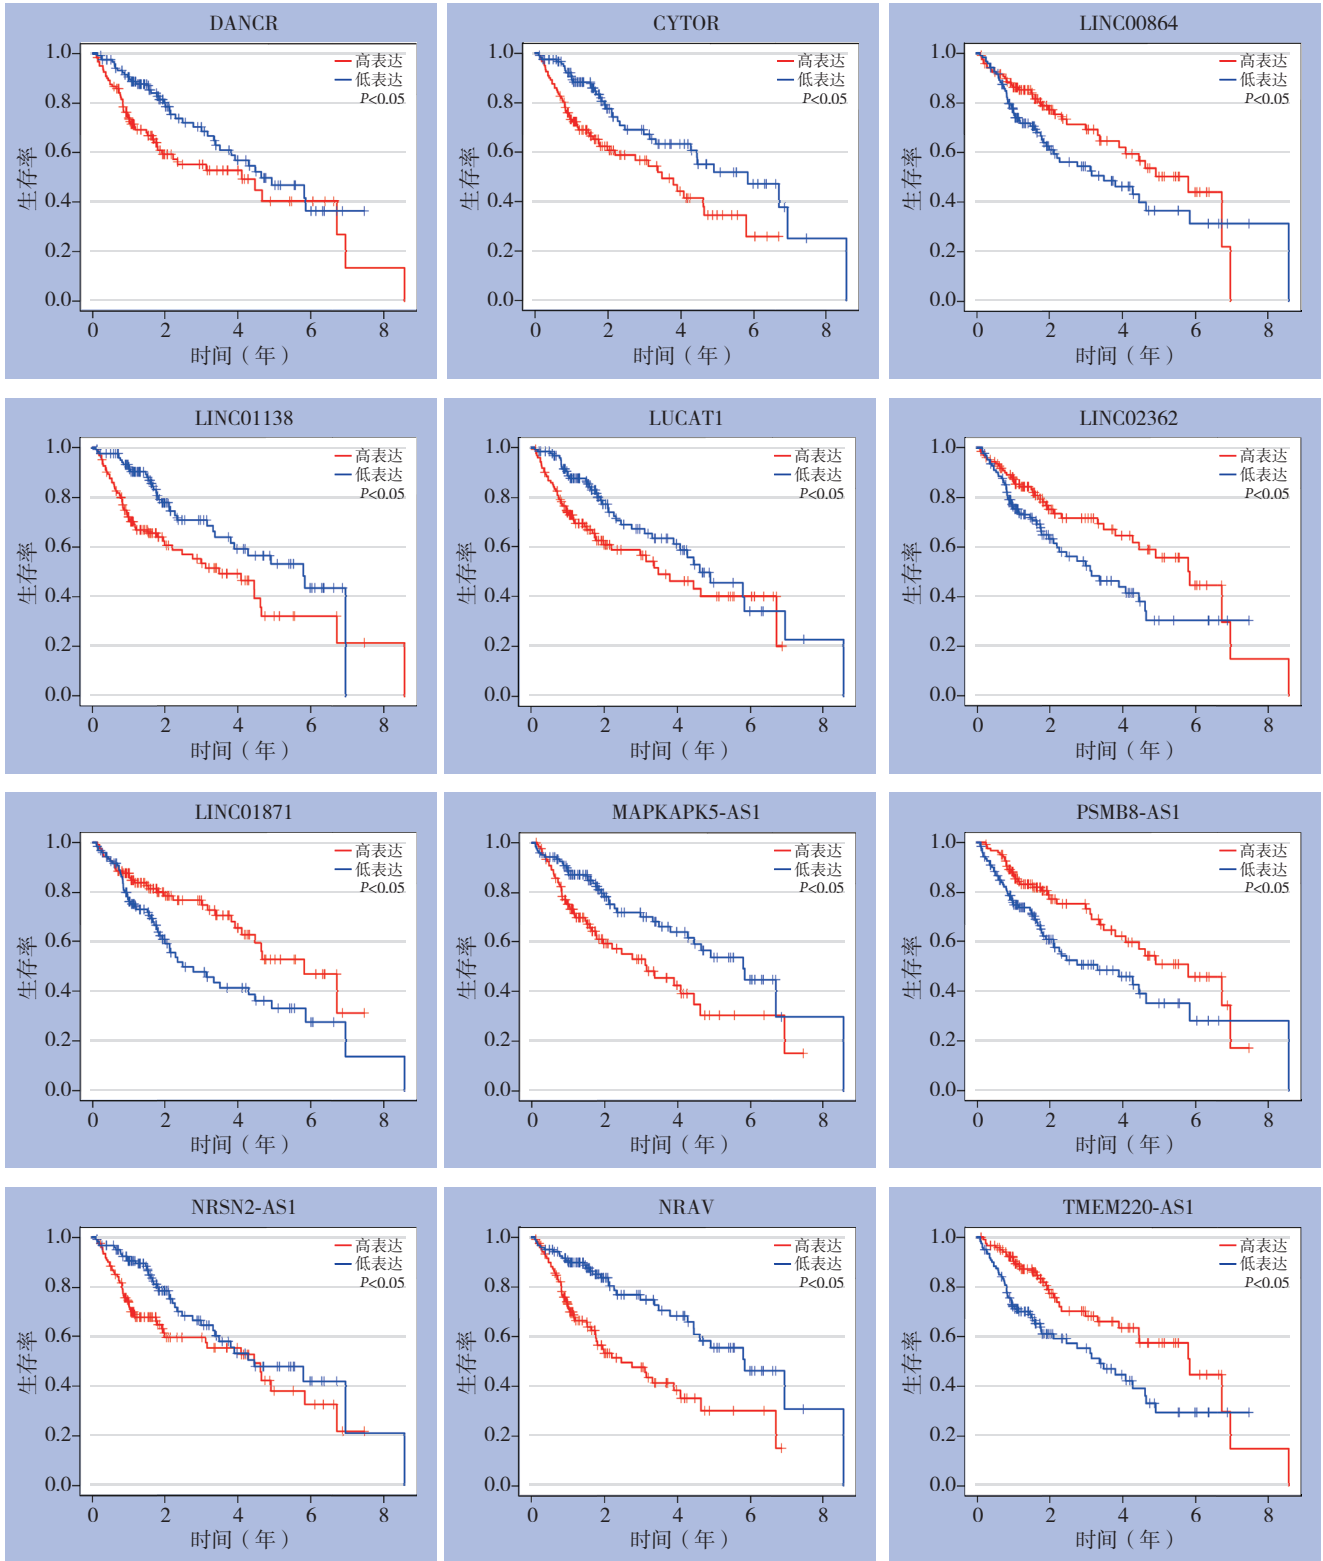 DANCR
1.0
0.8
0.6
0.4
0.2
0.0
生存率
高表达
低表达
P<0.05
0 2 4 6 8
时间（年）
CYTOR
1.0
0.8
0.6
0.4
0.2
0.0
生存率
高表达
低表达
P<0.05
0 2 4 6 8
时间（年）
LINC00864
1.0
0.8
0.6
0.4
0.2
0.0
生存率
高表达
低表达
P<0.05
0 2 4 6 8
时间（年）
LINC01138
1.0
0.8
0.6
0.4
0.2
0.0
生存率
高表达
低表达
P<0.05
0 2 4 6 8
时间（年）
LUCAT1
1.0
0.8
0.6
0.4
0.2
0.0
生存率
高表达
低表达
P<0.05
0 2 4 6 8
时间（年）
LINC02362
1.0
0.8
0.6
0.4
0.2
0.0
生存率
高表达
低表达
P<0.05
0 2 4 6 8
时间（年）
LINC01871
1.0
0.8
0.6
0.4
0.2
0.0
生存率
高表达
低表达
P<0.05
0 2 4 6 8
时间（年）
MAPKAPK5-AS1
1.0
0.8
0.6
0.4
0.2
0.0
生存率
高表达
低表达
P<0.05
0 2 4 6 8
时间（年）
PSMB8-AS1
1.0
0.8
0.6
0.4
0.2
0.0
生存率
高表达
低表达
P<0.05
0 2 4 6 8
时间（年）
NRSN2-AS1
1.0
0.8
0.6
0.4
0.2
0.0
生存率
高表达
低表达
P<0.05
0 2 4 6 8
时间（年）
NRAV
1.0
0.8
0.6
0.4
0.2
0.0
生存率
高表达
低表达
P<0.05
0 2 4 6 8
时间（年）
TMEM220-AS1
1.0
0.8
0.6
0.4
0.2
0.0
生存率
高表达
低表达
P<0.05
0 2 4 6 8
时间（年）